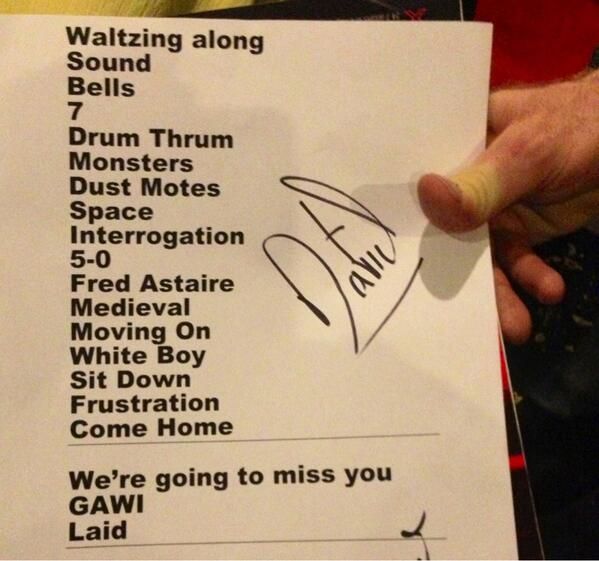 Waltzing along
Sound
Bells
7
Drum Thrum
Monsters
Dust Motes
Space
Interrogation
5-0
Fred Astaire
Medieval
Moving On
White Boy
Sit Down
Frustration
Come Home
David
We're going to miss you
GAWI
Laid